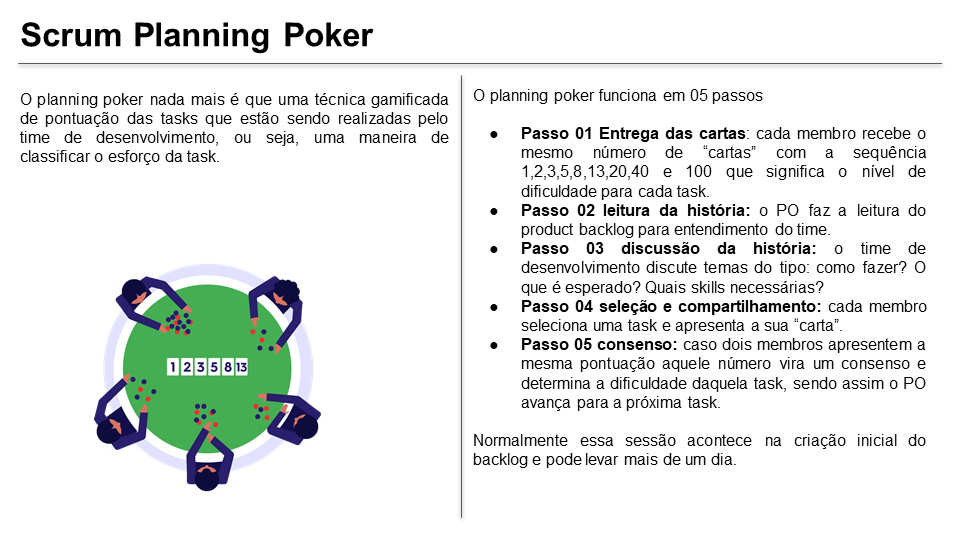 Scrum Planning Poker
O planning poker nada mais é que uma técnica gamificada
de pontuação das tasks que estão sendo realizadas pelo
time de desenvolvimento, ou seja, uma maneira de
classificar o esforço da task.
1 2 3 5 8 13
O planning poker funciona em 05 passos
● Passo 01 Entrega das cartas: cada membro recebe o
mesmo número de “cartas” com a sequência
1,2,3,5,8,13,20,40 e 100 que significa o nível de
dificuldade para cada task.
● Passo 02 leitura da história: o PO faz a leitura do
product backlog para entendimento do time.
● Passo 03 discussão da história: o time de
desenvolvimento discute temas do tipo: como fazer? O
que é esperado? Quais skills necessárias?
● Passo 04 seleção e compartilhamento: cada membro
seleciona uma task e apresenta a sua “carta”.
● Passo 05 consenso: caso dois membros apresentem a
mesma pontuação aquele número vira um consenso e
determina a dificuldade daquela task, sendo assim o PO
avança para a próxima task.
Normalmente essa sessão acontece na criação inicial do
backlog e pode levar mais de um dia.